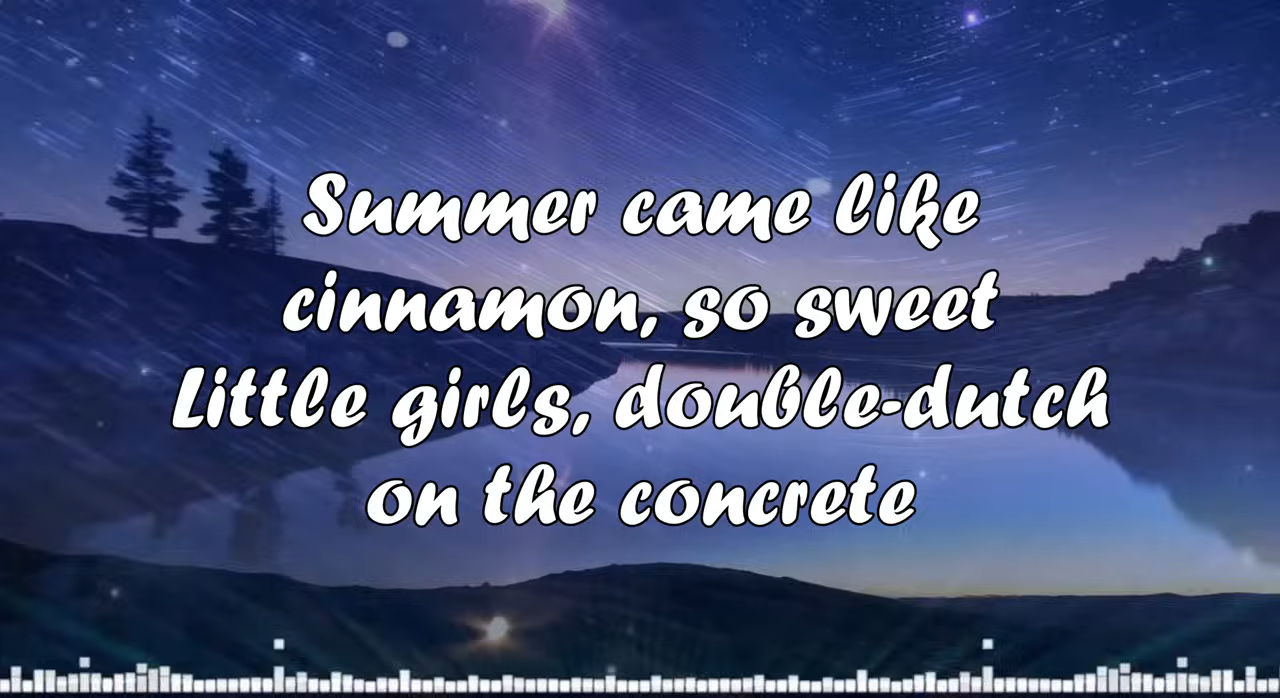 Summer came like
cinnamon, so sweet
Little girls, double-dutch
on the concrete